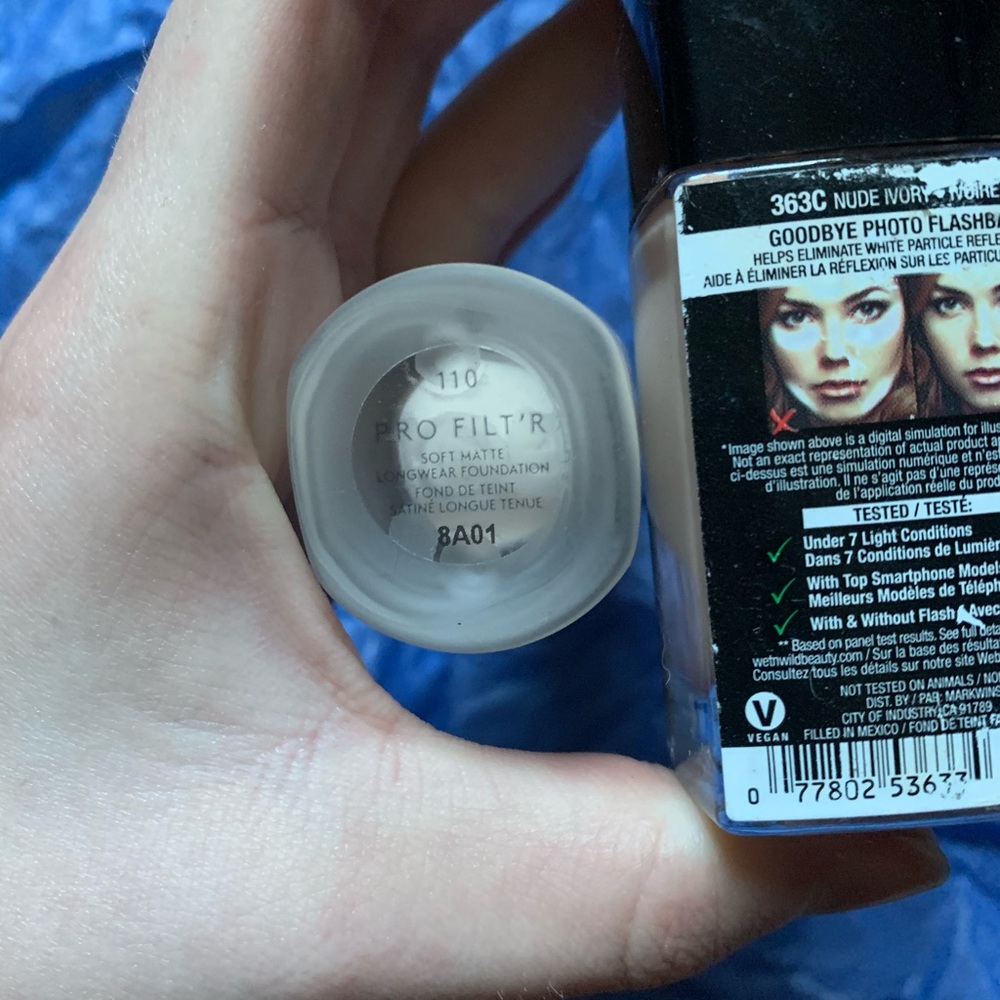 110
PRO FILT'R
SOFT MATTE
LONGWEAR FOUNDATION
FOND DE TEINT
SATINÉ LONGUE TENUE
8A01
363C NUDE IVORY
GOODBYE PHOTO FLASHBA
HELPS ELIMINATE WHITE PARTICLE REFLE
AIDE À ÉLIMINER LA RÉFLEXION SUR LES PARTICU
*Image shown above is a digital simulation for illus
Not an exact representation of actual product ap
ci-dessus est une simulation numérique et n'es
d'illustration. Il ne s'agit pas d'une représ
de l'application réelle du prod
TESTED / TESTÉ:
Under 7 Light Conditions
Dans 7 Conditions de Lumièr
With Top Smartphone Models
Meilleurs Modèles de Téléph
With & Without Flash Avec
** Based on panel test results. See full deta
wetnwildbeauty.com / Sur la base des résulta
Consultez tous les détails sur notre site Web
NOT TESTED ON ANIMALS / NO
DIST. BY / PAR: MARKWINS
CITY OF INDUSTRY, CA 91789
FILLED IN MEXICO / FOND DE TEINT
V
VEGAN
0 77802 536